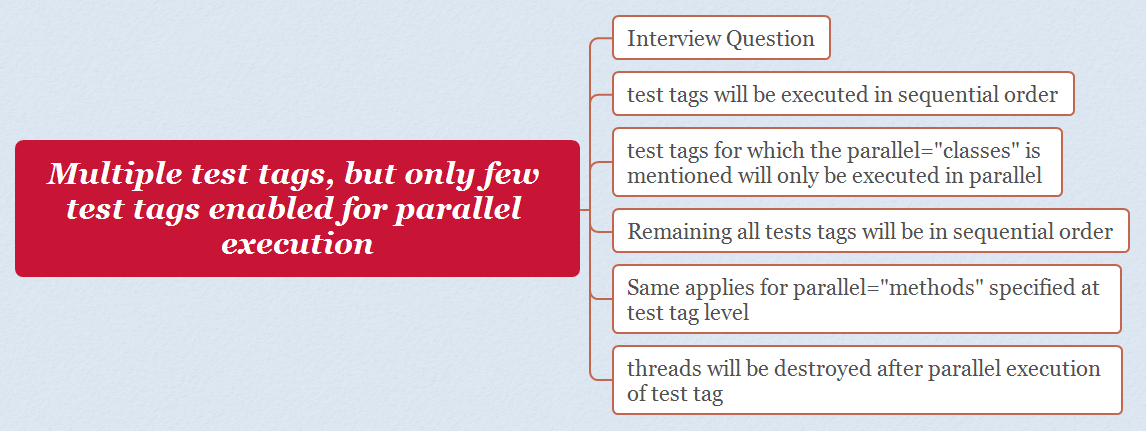 Multiple test tags, but only few
test tags enabled for parallel
execution
Interview Question
test tags will be executed in sequential order
test tags for which the parallel="classes" is
mentioned will only be executed in parallel
Remaining all tests tags will be in sequential order
Same applies for parallel="methods" specified at
test tag level
threads will be destroyed after parallel execution
of test tag